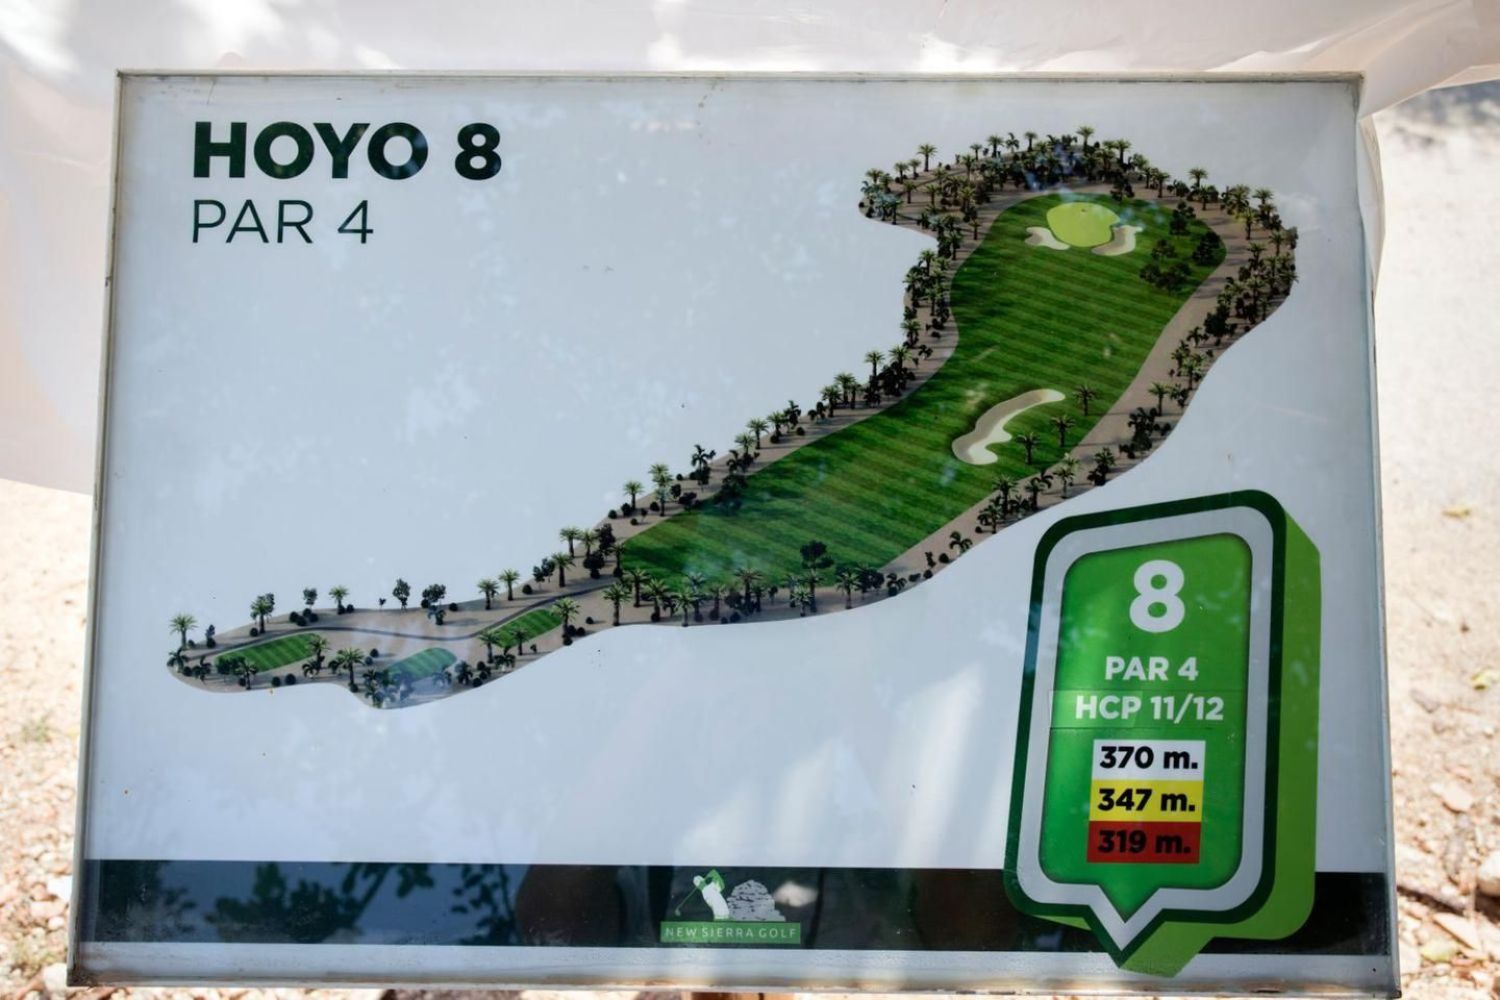 HOYO 8
PAR 4
8
PAR 4
HCP 11/12
370 m.
347 m.
319 m.
NEW SIERRA GOLF